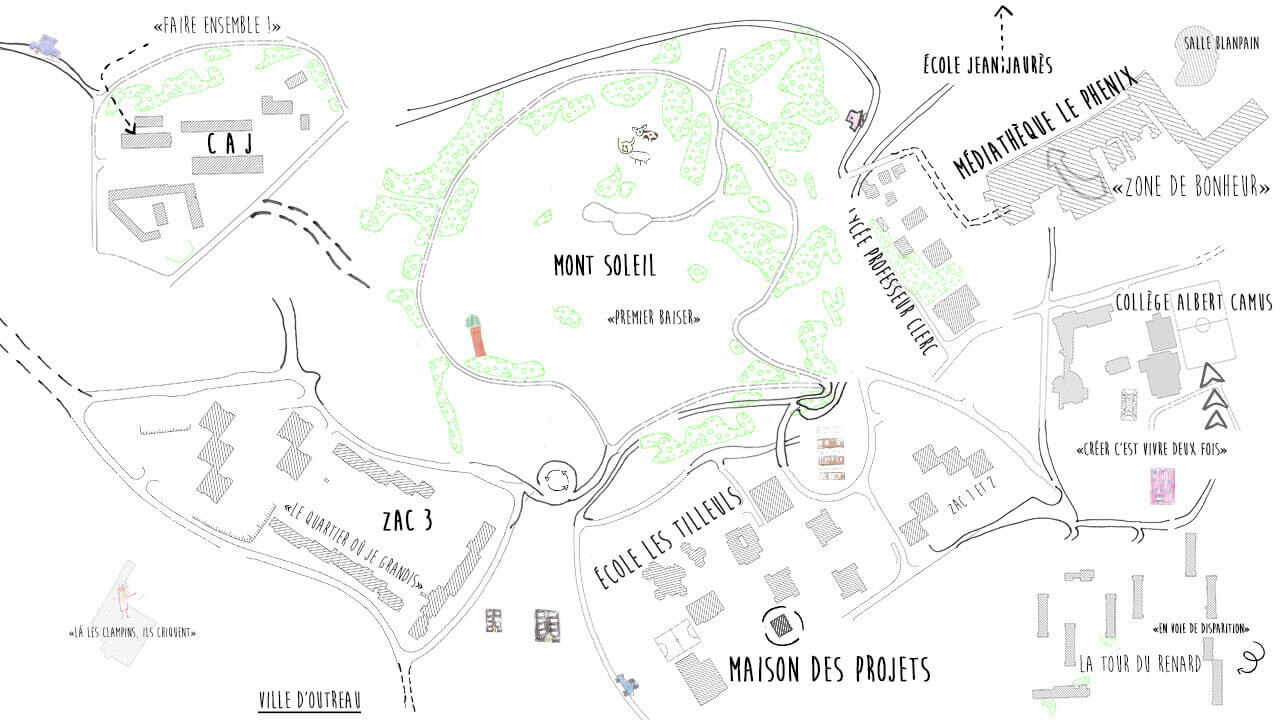 «FAIRE ENSEMBLE !»
CAJ
ÉCOLE JEAN JAURÈS
SALLE BLANPAIN
MÉDIATHÈQUE LE PHENIX
«ZONE DE BONHEUR»
MONT SOLEIL
«PREMIER BAISER»
LYCÉE PROFESSEUR CLERC
COLLÈGE ALBERT CAMUS
«CRÉER C'EST VIVRE DEUX FOIS»
ZAC 3
«LE QUARTIER OÙ JE GRANDIS»
ÉCOLE LES TILLEULS
ZAC 1 ET 2
«LÀ LES CLAMPINS, ILS CHIQUENT»
«EN VOIE DE DISPARITION»
LA TOUR DU RENARD
MAISON DES PROJETS
VILLE D'OUTREAU